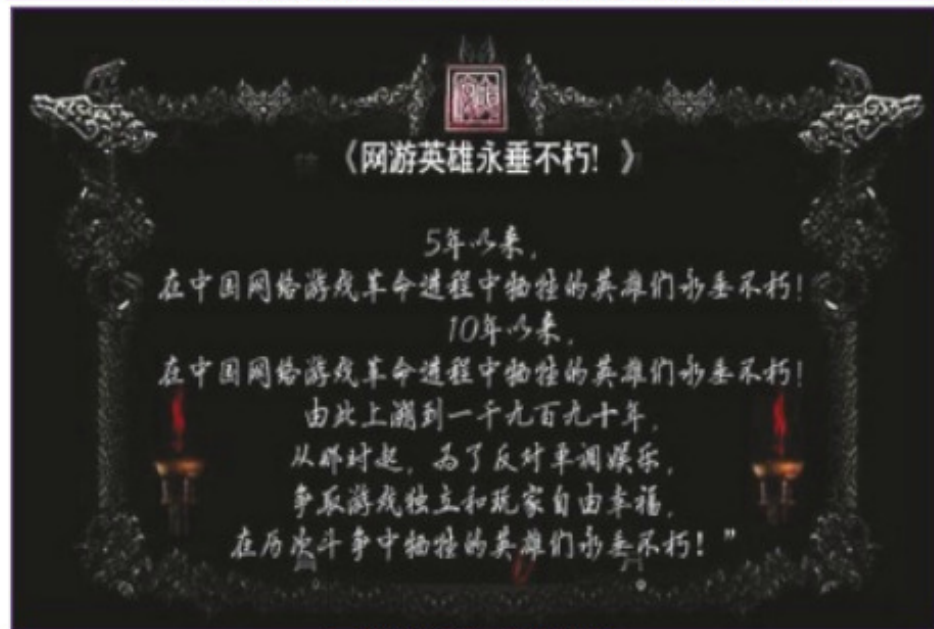 《网游英雄永垂不朽!》
5年以来,
在中国网络游戏革命进程中牺牲的英雄们永垂不朽!
10年以来,
在中国网络游戏革命进程中牺牲的英雄们永垂不朽!
由此上溯到一千九百九十年,
从那时起,为了反对单调娱乐,
争取游戏独立和玩家自由幸福,
在历次斗争中牺牲的英雄们永垂不朽!”